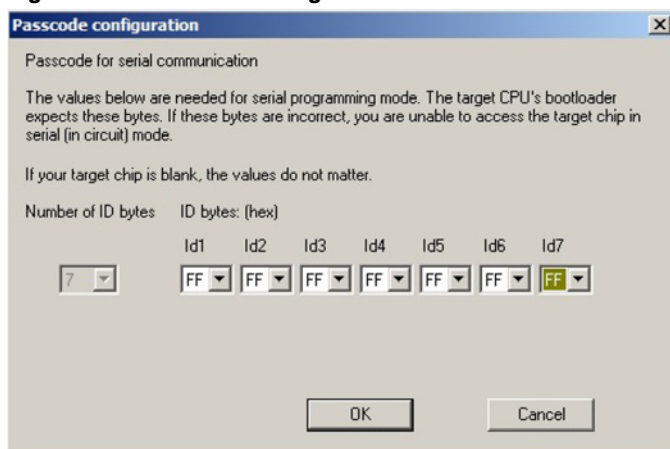 Passcode configuration
Passcode for serial communication
The values below are needed for serial programming mode. The target CPU's bootloader
expects these bytes. If these bytes are incorrect, you are unable to access the target chip in
serial (in circuit) mode.
If your target chip is blank, the values do not matter.
Number of ID bytes ID bytes: (hex)
Id1 Id2 Id3 Id4 Id5 Id6 Id7
7 FF FF FF FF FF FF FF
OK Cancel